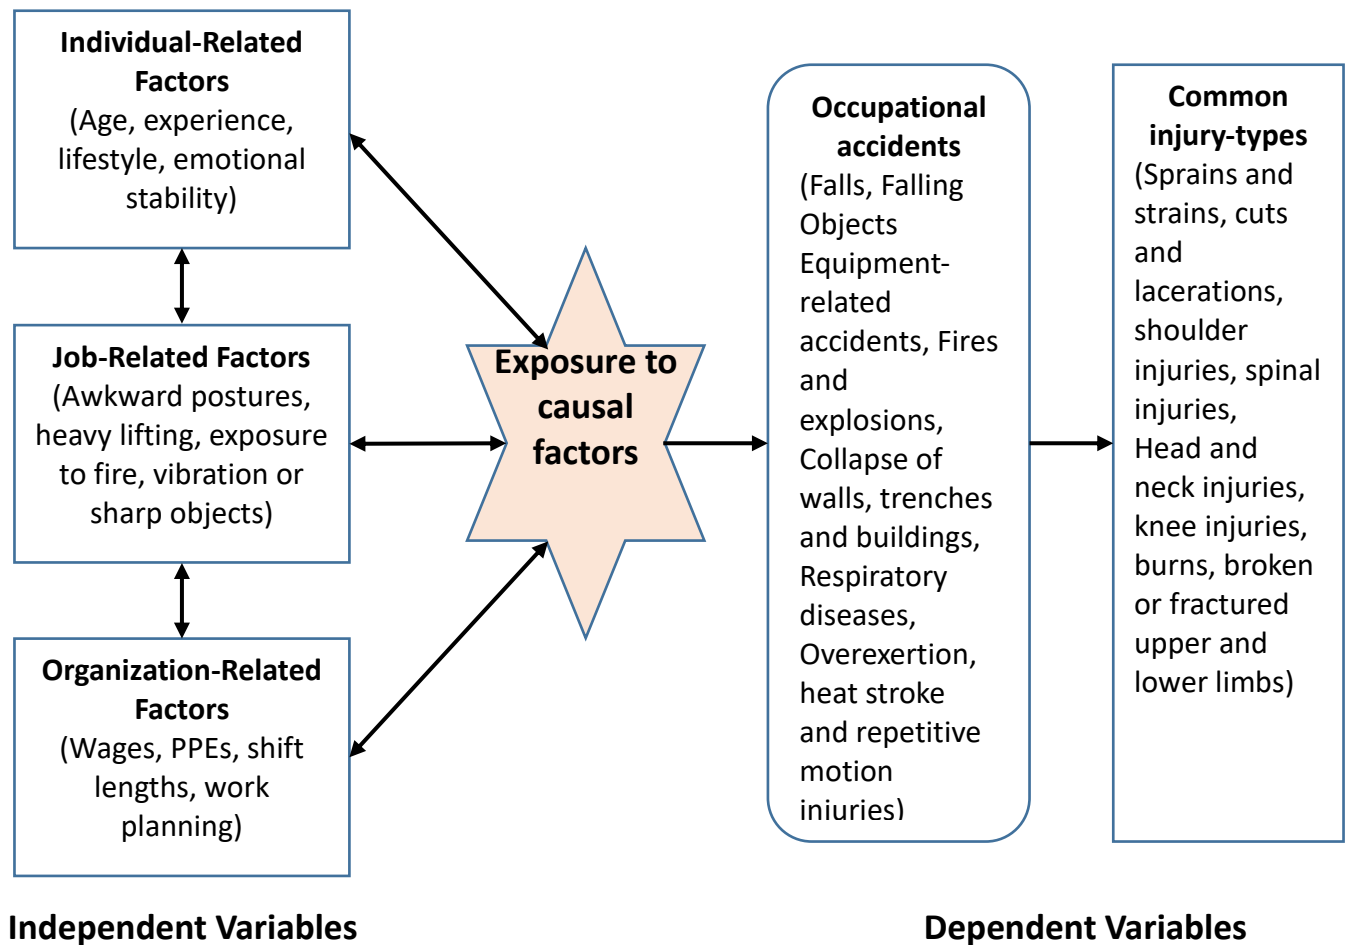 Individual-Related
Factors
(Age, experience,
lifestyle, emotional
stability)
Job-Related Factors
(Awkward postures,
heavy lifting, exposure
to fire, vibration or
sharp objects)
Organization-Related
Factors
(Wages, PPEs, shift
lengths, work
planning)
Independent Variables
Exposure to
causal
factors
Occupational
accidents
(Falls, Falling
Objects
Equipment-
related
accidents, Fires
and
explosions,
Collapse of
walls, trenches
and buildings,
Respiratory
diseases,
Overexertion,
heat stroke
and repetitive
motion
injuries)
Common
injury-types
(Sprains and
strains, cuts
and
lacerations,
shoulder
injuries, spinal
injuries,
Head and
neck injuries,
knee injuries,
burns, broken
or fractured
upper and
lower limbs)
Dependent Variables